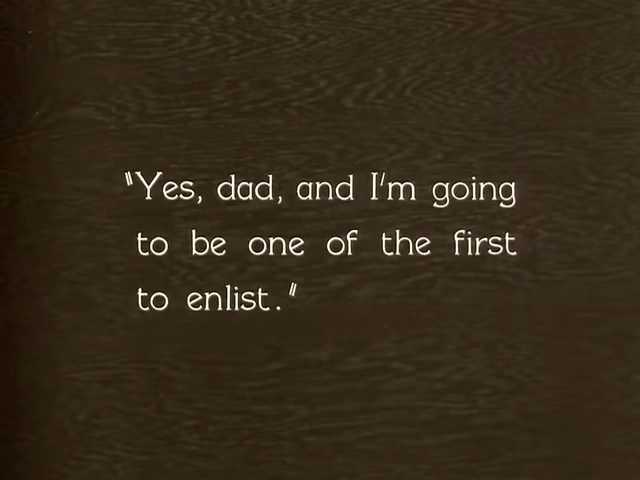 "Yes, dad, and I'm going
to be one of the first
to enlist."